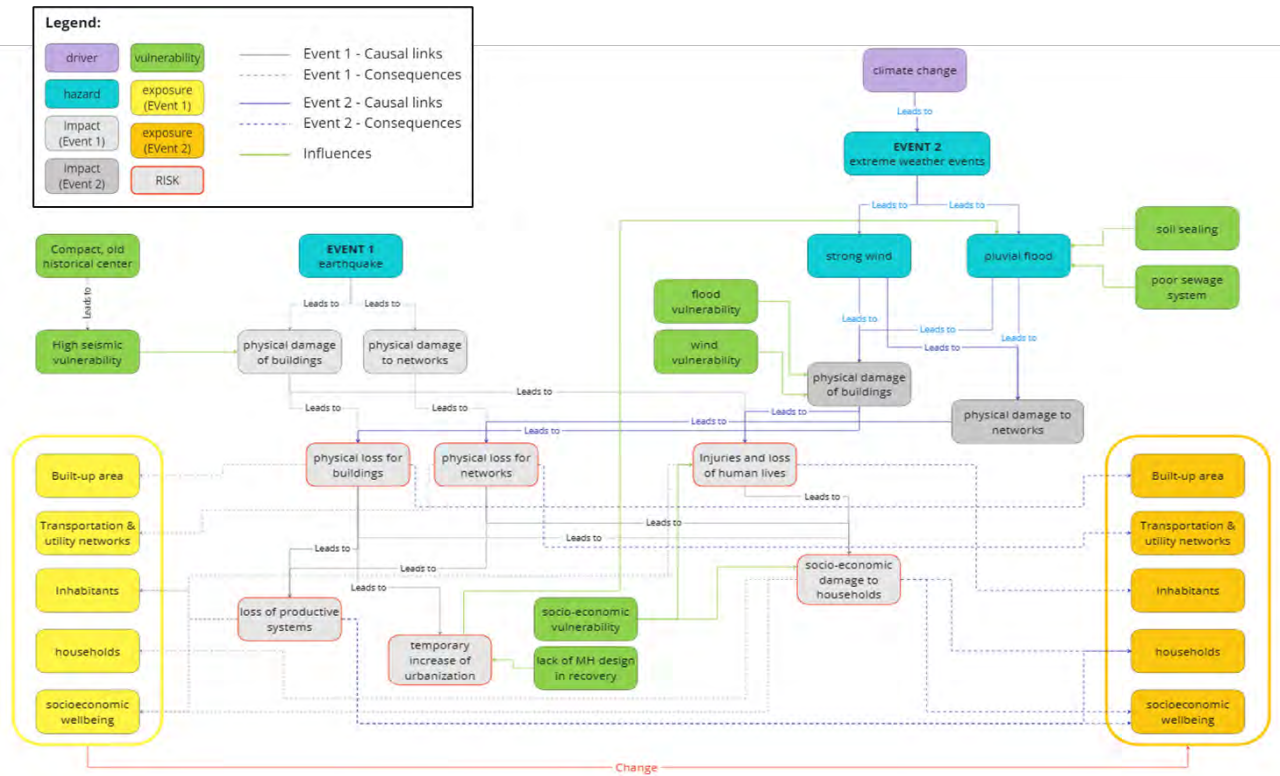 Legend:
driver
vulnerability
hazard
exposure
(EVent 1)
Impact
(Event 1)
exposure
(EVent 2)
Impact
(Event 2)
RISK
Event 1 - Causal links
Event 1 - Consequences
Event 2 - Causal links
Event 2 - Consequences
Influences
climate change
Leads to
EVENT 2
extreme weather events
Leads to
Leads to
Compact, old
historical center
EVENT 1
earthquake
strong wind
pluvial flood
soil sealing
poor sewage
system
Leads to
Leads to
Leads to
flood
vulnerability
Leads to
Leads to
Leads to
Leads to
High seismic
vulnerability
physical damage
of buildings
physical damage
to networks
wind
vulnerability
physical damage
of buildings
physical damage to
networks
Leads to
Leads to
Leads to
Leads to
Leads to
Leads to
physical loss for
buildings
physical loss for
networks
Injuries and loss
of human lives
Built-up area
Built-up area
Leads to
Leads to
Leads to
Transportation &
utility networks
Transportation &
utility networks
Leads to
Leads to
Leads to
socio-economic
damage to
households
Inhabitants
Inhabitants
loss of productive
systems
socio-economic
vulnerability
temporary
increase of
urbanization
lack of MH design
in recovery
households
households
socioeconomic
wellbeing
socioeconomic
wellbeing
Change